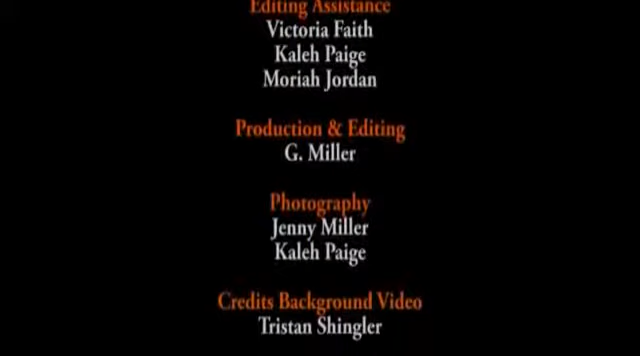 Editing Assistance
Victoria Faith
Kaleh Paige
Moriah Jordan
Production & Editing
G. Miller
Photography
Jenny Miller
Kaleh Paige
Credits Background Video
Tristan Shingler